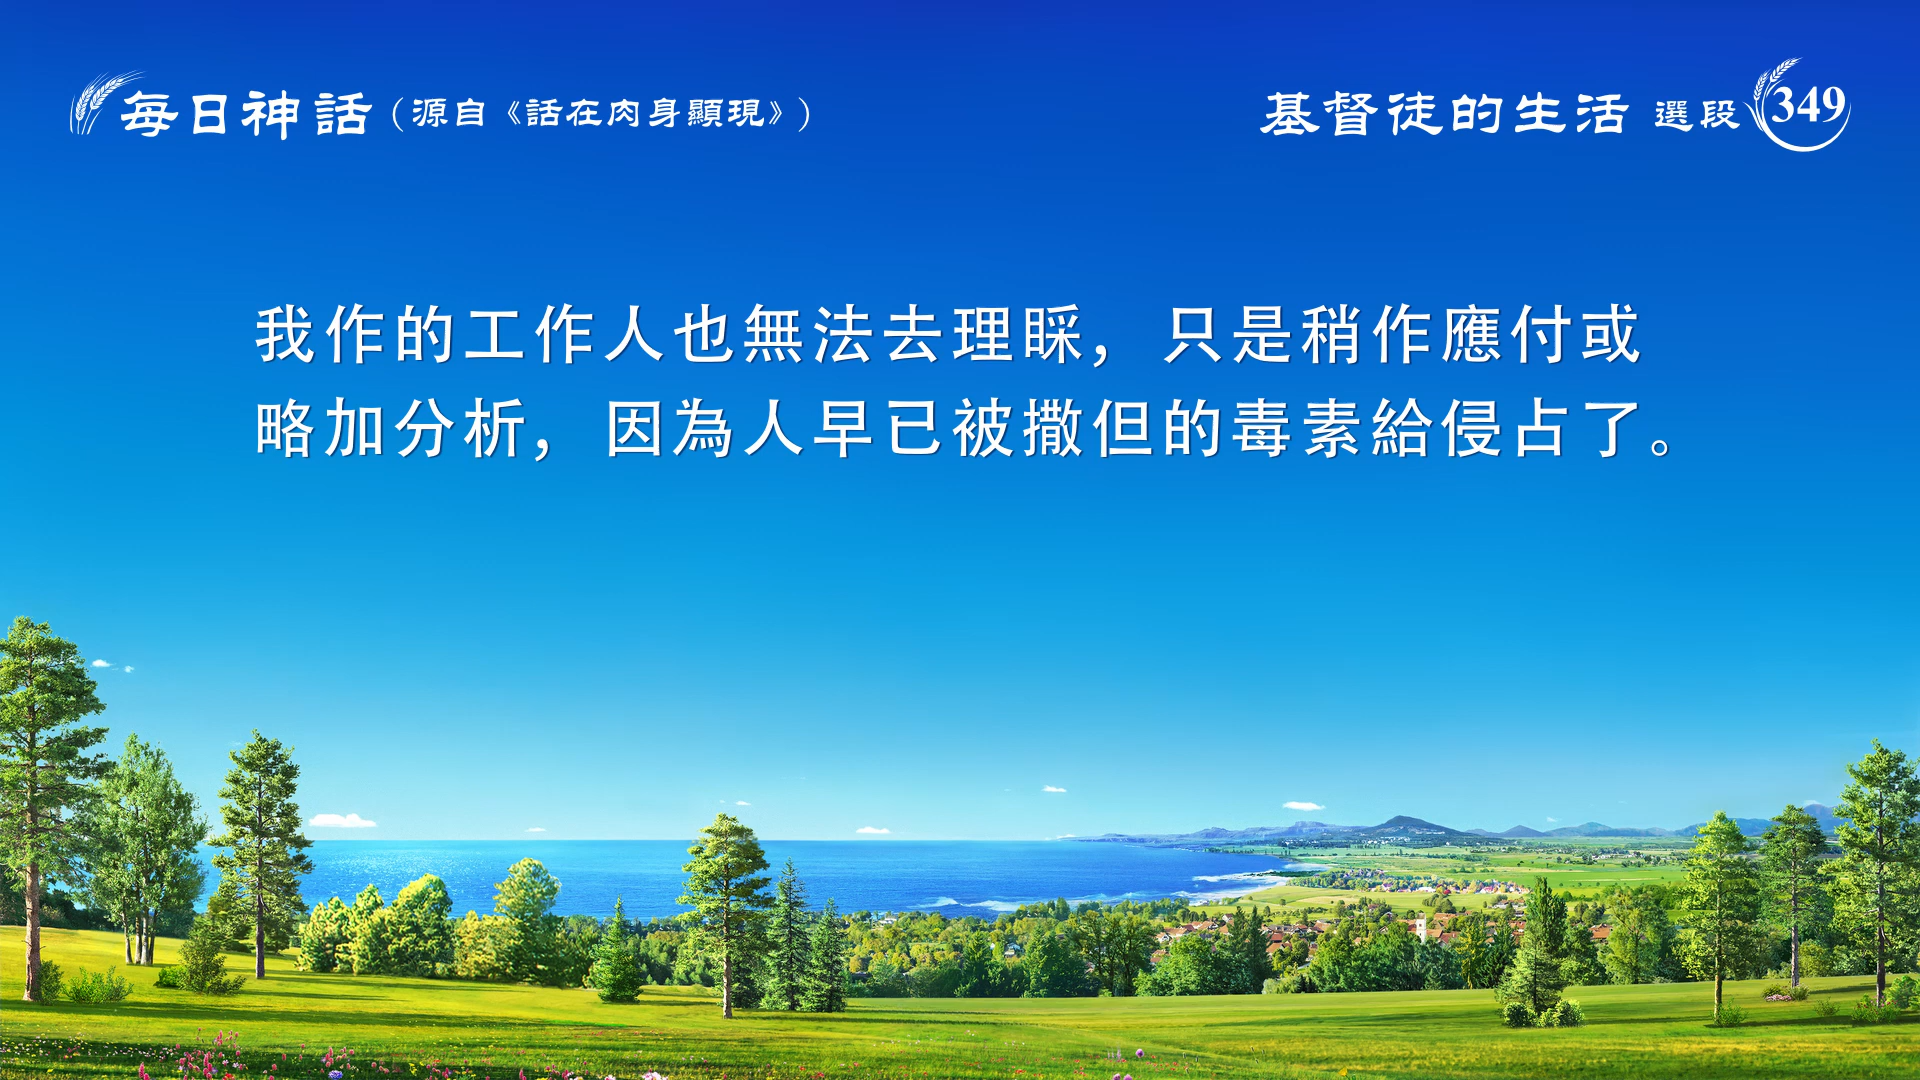 每日神話（源自《話在肉身顯現》）
基督徒的生活 選段 349
我作的工作人也無法去理睬，只是稍作應付或
略加分析，因為人早已被撒但的毒素給侵占了。